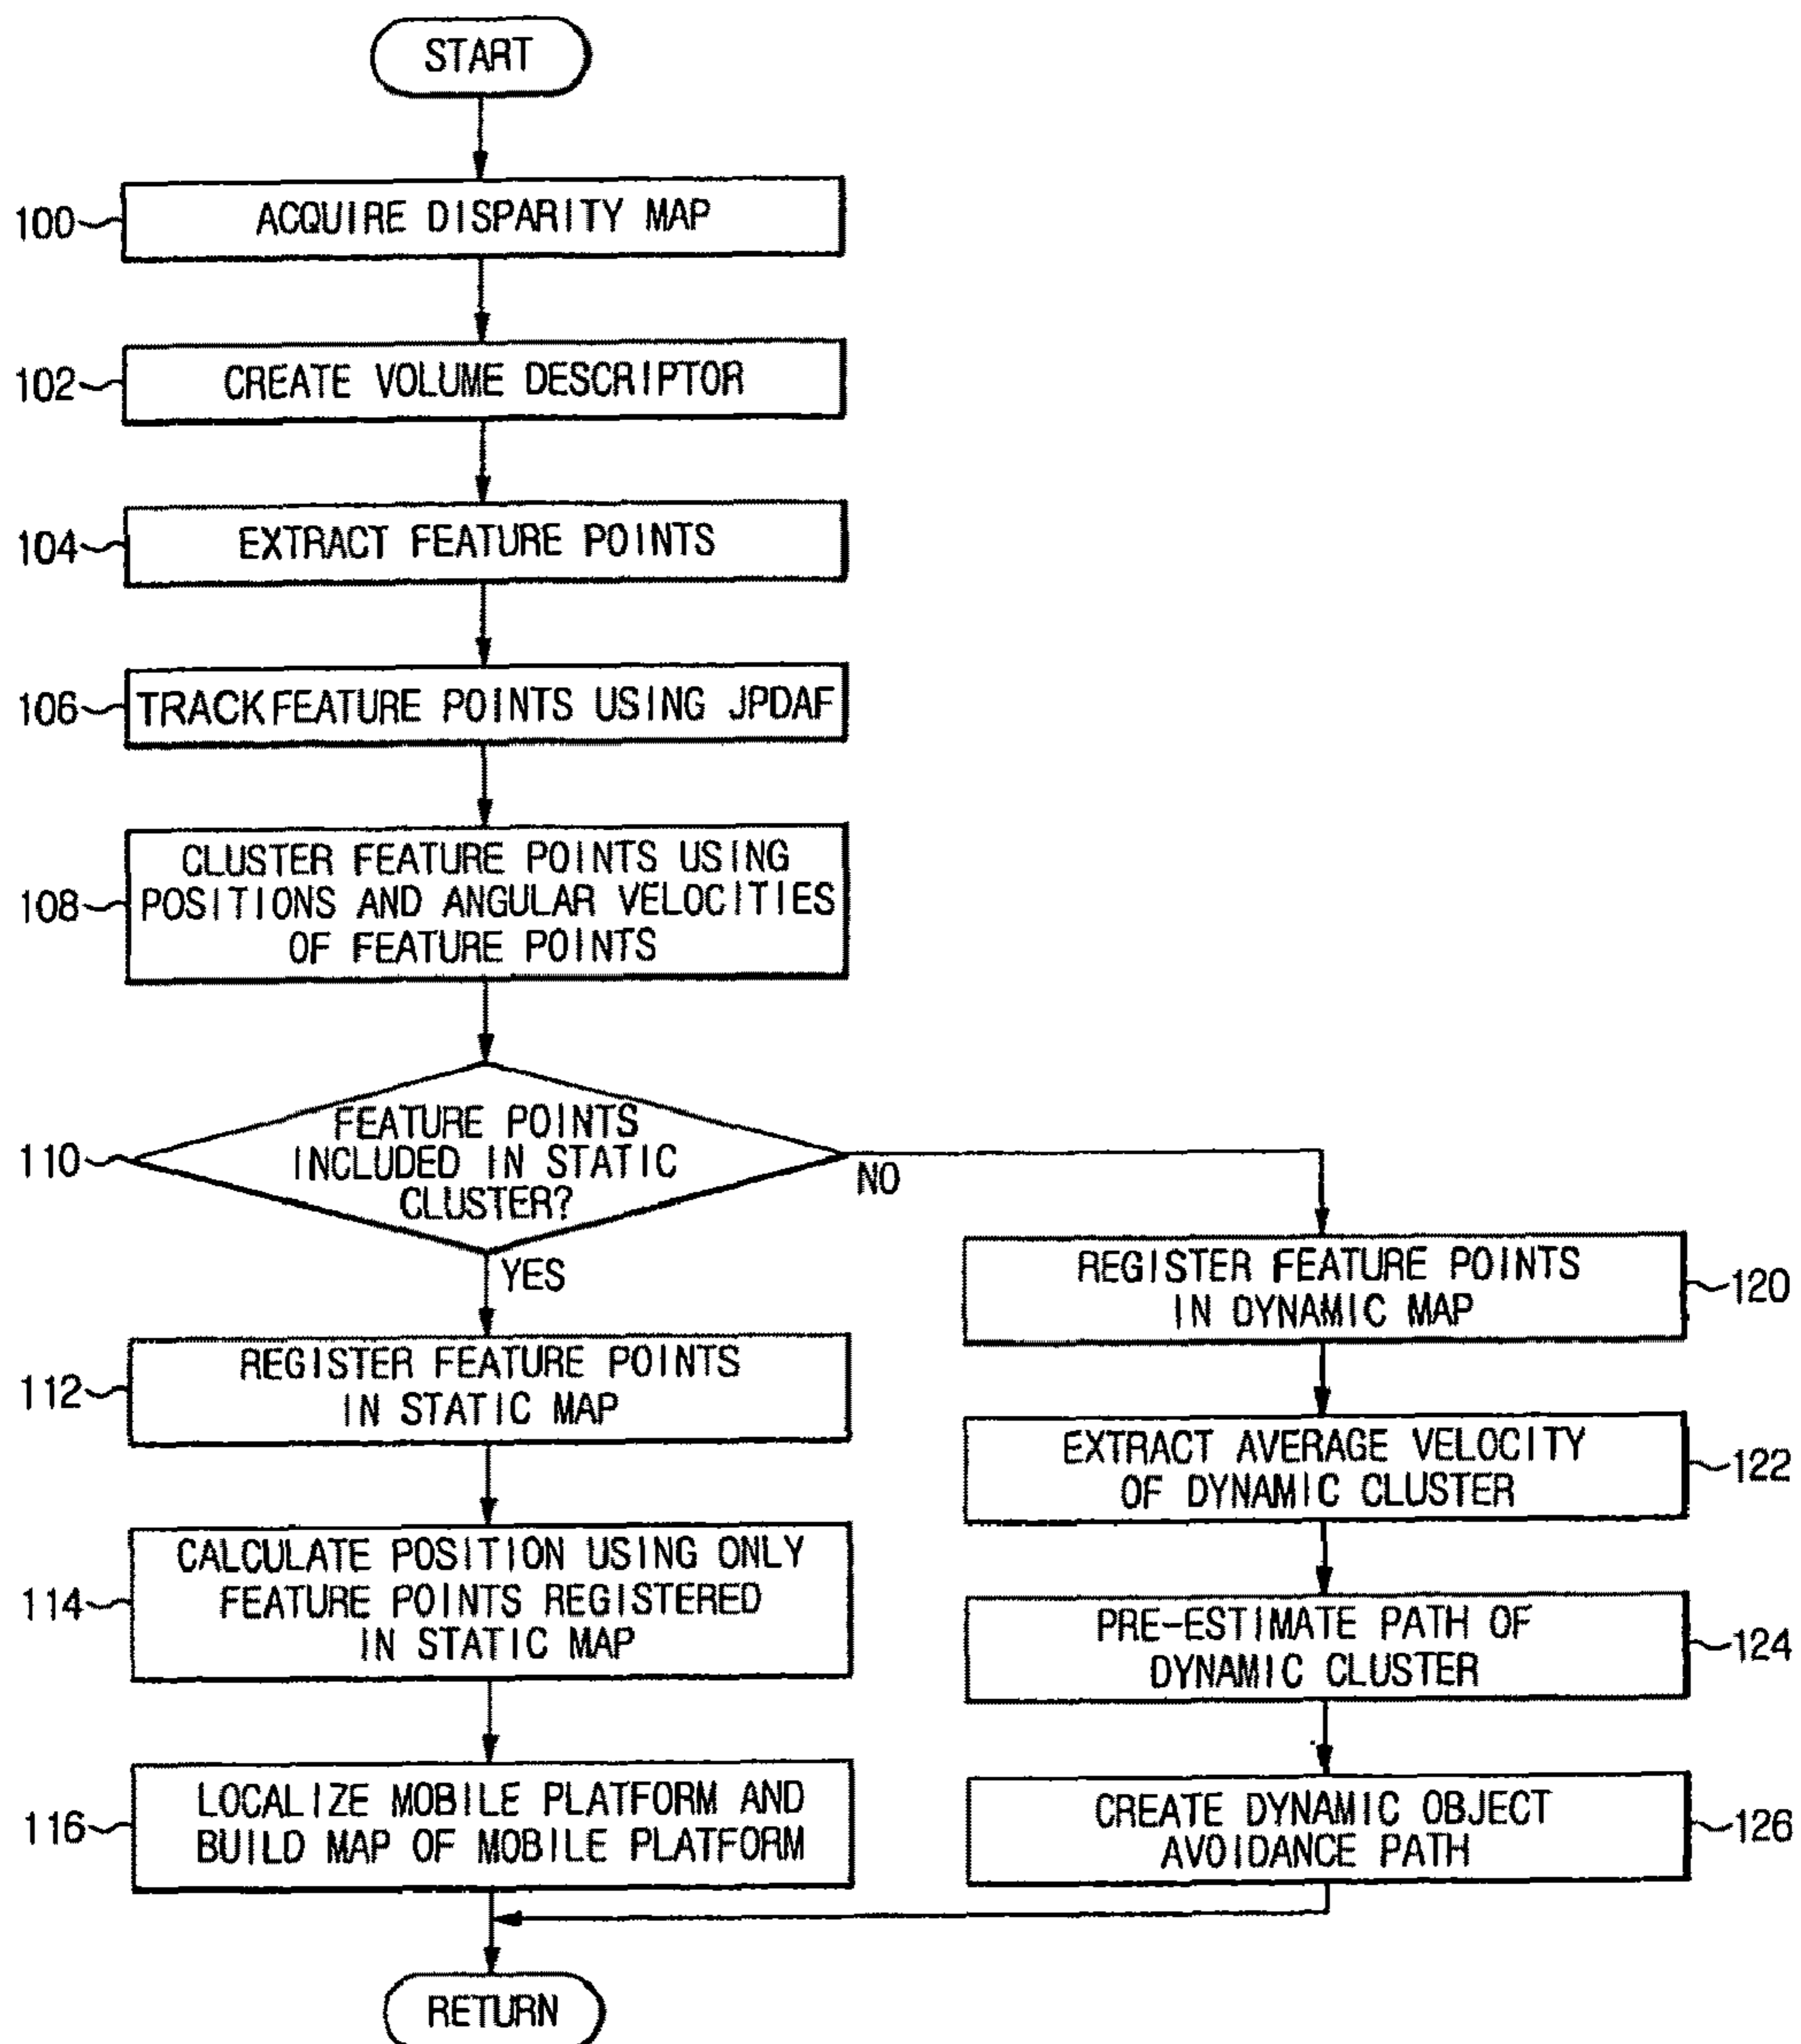 START
100
ACQUIRE DISPARITY MAP
102
CREATE VOLUME DESCRIPTOR
104
EXTRACT FEATURE POINTS
106
TRACK FEATURE POINTS USING JPDAF
108
CLUSTER FEATURE POINTS USING
POSITIONS AND ANGULAR VELOCITIES
OF FEATURE POINTS
110
FEATURE POINTS
INCLUDED IN STATIC
CLUSTER?
NO
YES
112
REGISTER FEATURE POINTS
IN STATIC MAP
114
CALCULATE POSITION USING ONLY
FEATURE POINTS REGISTERED
IN STATIC MAP
116
LOCALIZE MOBILE PLATFORM AND
BUILD MAP OF MOBILE PLATFORM
REGISTER FEATURE POINTS
IN DYNAMIC MAP
120
EXTRACT AVERAGE VELOCITY
OF DYNAMIC CLUSTER
122
PRE-ESTIMATE PATH OF
DYNAMIC CLUSTER
124
CREATE DYNAMIC OBJECT
AVOIDANCE PATH
126
RETURN